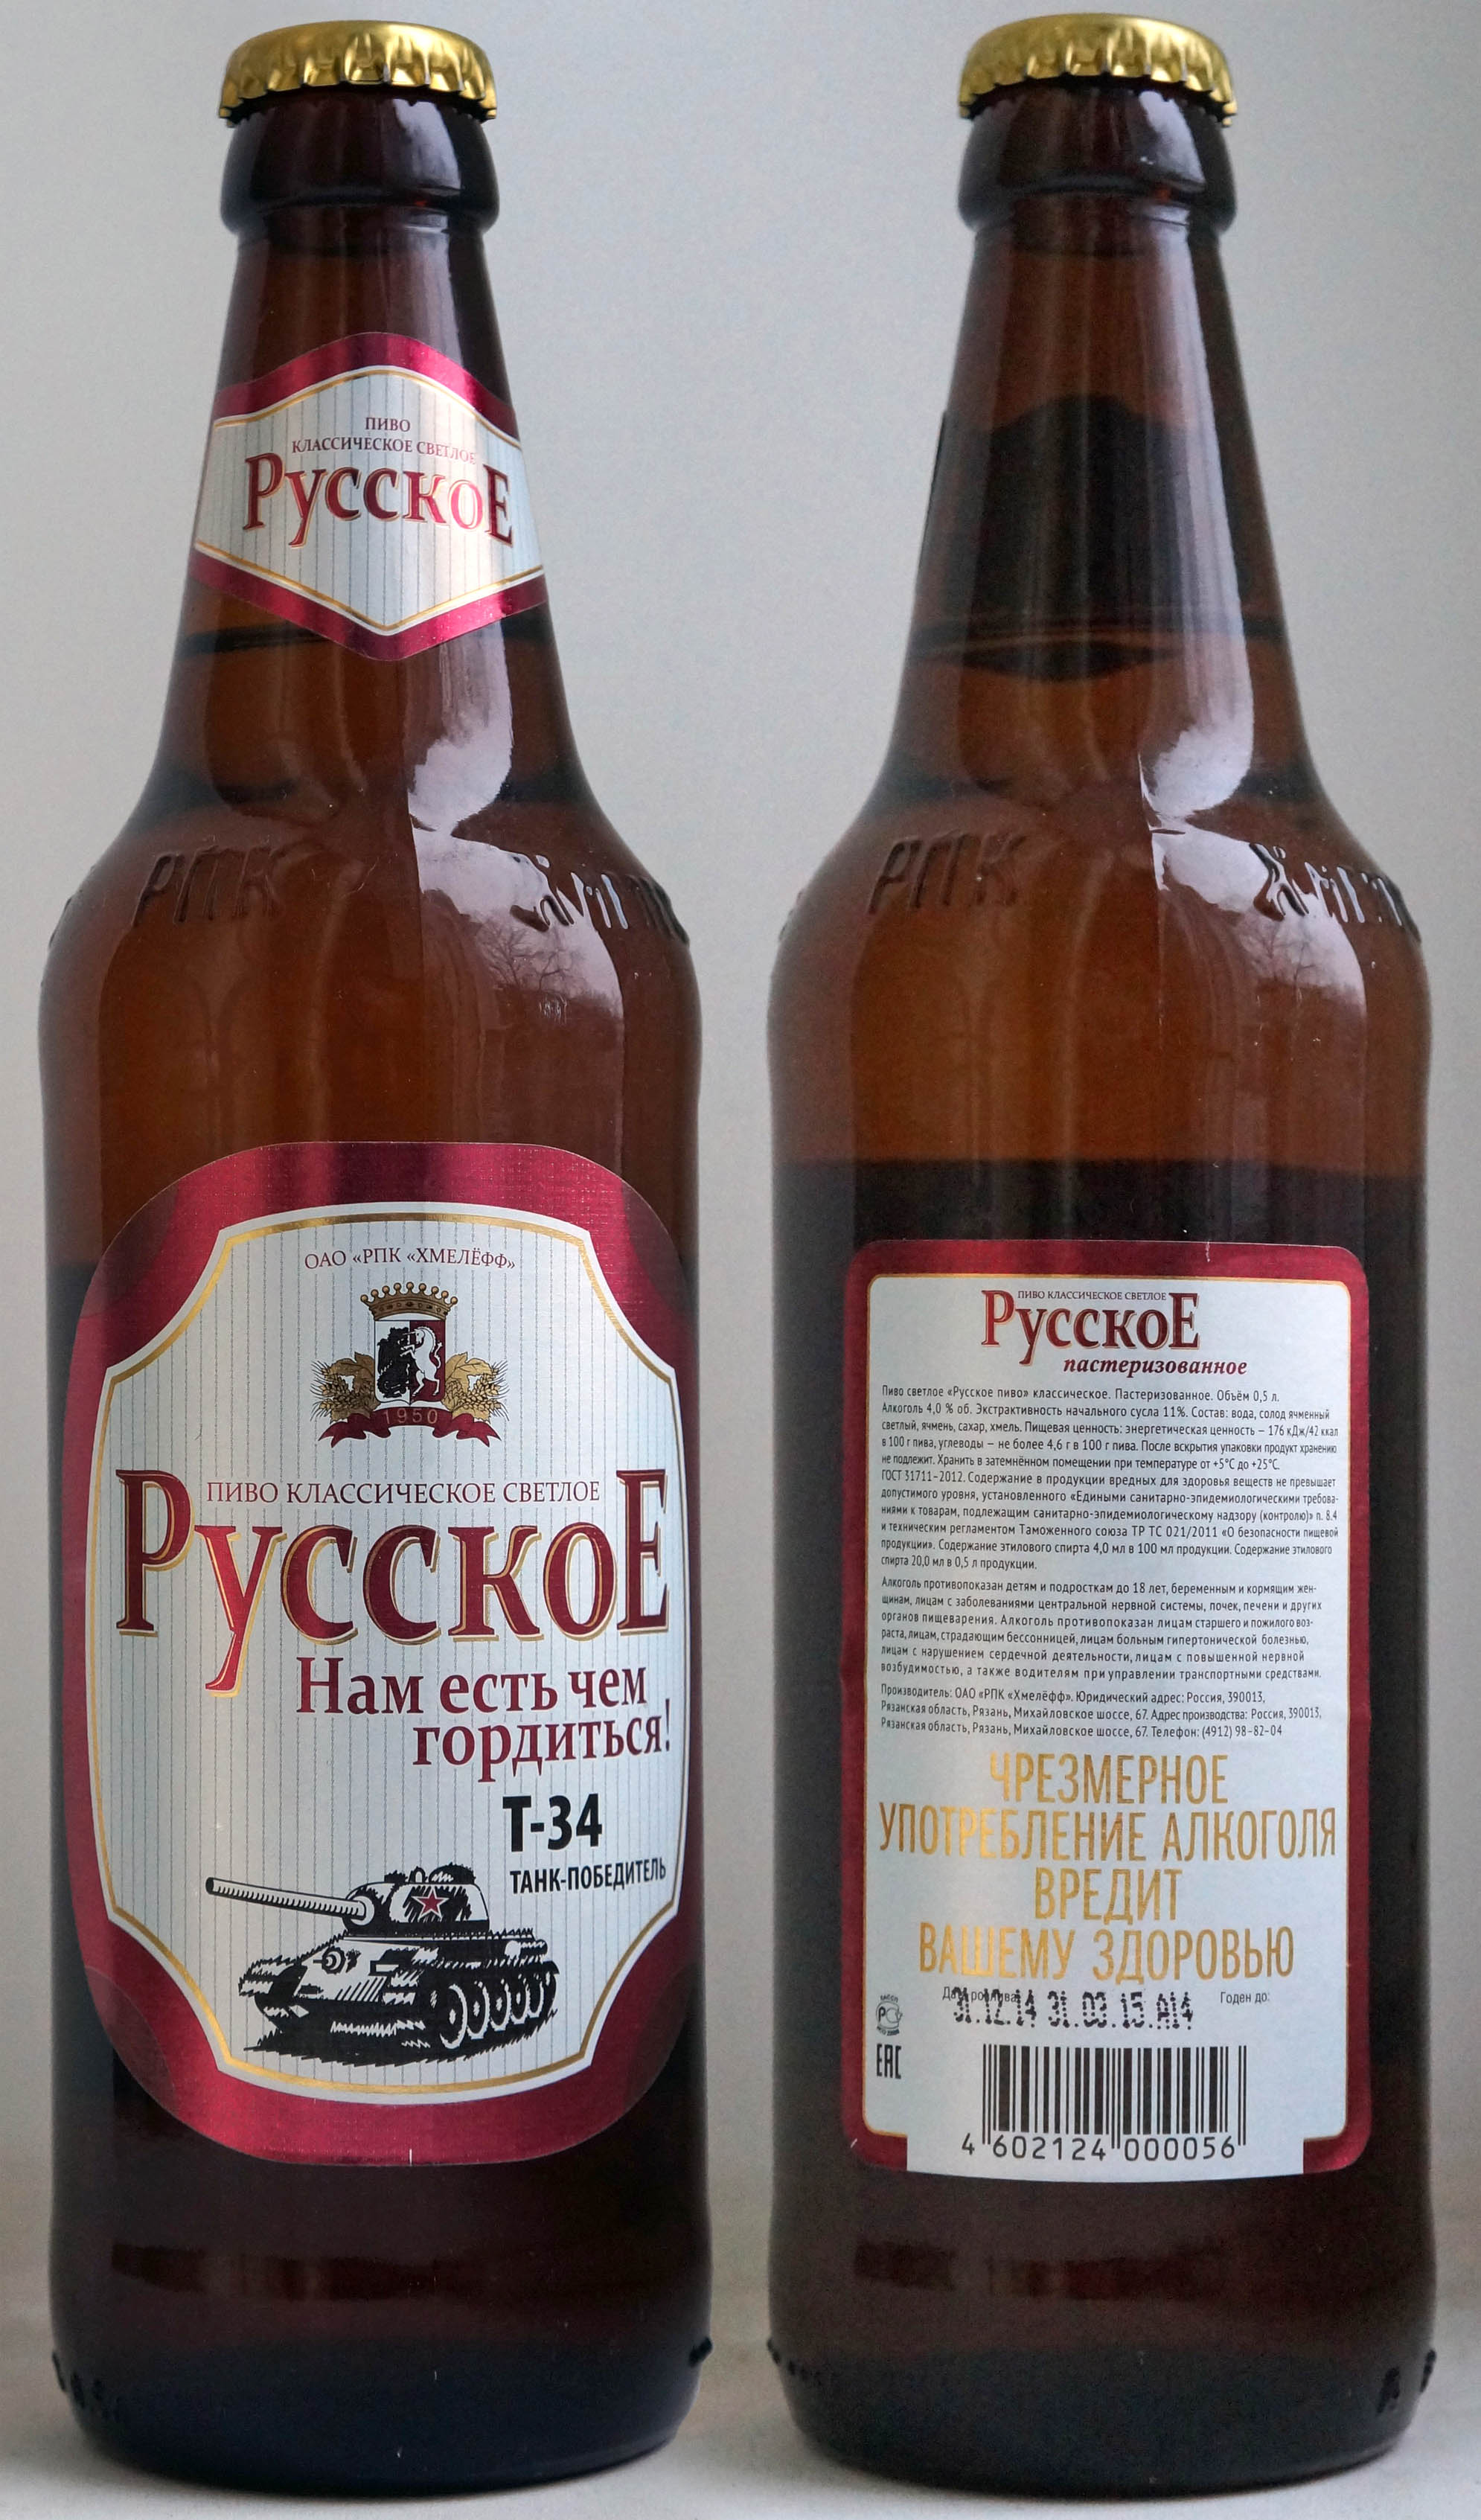 ПИВО
КЛАССИЧЕСКОЕ СВЕТЛОЕ
РУССКОЕ
РПК
ОАО «РПК «ХМЕЛЁФФ»
1950
ПИВО КЛАССИЧЕСКОЕ СВЕТЛОЕ
РУССКОЕ
Нам есть чем
гордиться!
Т-34
ТАНК-ПОБЕДИТЕЛЬ
РПК
ПИВО КЛАССИЧЕСКОЕ СВЕТЛОЕ
РУССКОЕ
пастеризованное
Пиво светлое «Русское пиво» классическое. Пастеризованное. Объём 0,5 л.
Алкоголь 4,0 % об. Экстрактивность начального сусла 11%. Состав: вода, солод ячменный
светлый, ячмень, сахар, хмель. Пищевая ценность: энергетическая ценность – 176 кДж/42 ккал
в 100 г пива, углеводы – не более 4,6 г в 100 г пива. После вскрытия упаковки продукт хранению
не подлежит. Хранить в затемнённом помещении при температуре от +5°С до +25°С.
ГОСТ 31711-2012. Содержание в продукции вредных для здоровья веществ не превышает
допустимого уровня, установленного «Едиными санитарно-эпидемиологическими требова-
ниями к товарам, подлежащим санитарно-эпидемиологическому надзору (контролю)» п. 8.4
и техническим регламентом Таможенного союза ТР ТС 021/2011 «О безопасности пищевой
продукции». Содержание этилового спирта 4,0 мл в 100 мл продукции. Содержание этилового
спирта 20,0 мл в 0,5 л продукции.
Алкоголь противопоказан детям и подросткам до 18 лет, беременным и кормящим жен-
щинам, лицам с заболеваниями центральной нервной системы, почек, печени и других
органов пищеварения. Алкоголь противопоказан лицам старшего и пожилого воз-
раста, лицам, страдающим бессонницей, лицам больным гипертонической болезнью,
лицам с нарушением сердечной деятельности, лицам с повышенной нервной
возбудимостью, а также водителям при управлении транспортными средствами.
Производитель: ОАО «РПК «Хмелёфф». Юридический адрес: Россия, 390013,
Рязанская область, Рязань, Михайловское шоссе, 67. Адрес производства: Россия, 390013,
Рязанская область, Рязань, Михайловское шоссе, 67. Телефон: (4912) 98-82-04
ЧРЕЗМЕРНОЕ
УПОТРЕБЛЕНИЕ АЛКОГОЛЯ
ВРЕДИТ
ВАШЕМУ ЗДОРОВЬЮ
Дата розлива: Годен до:
31.12.14 31.03.15.A14
ЕАС
4 602124 000056